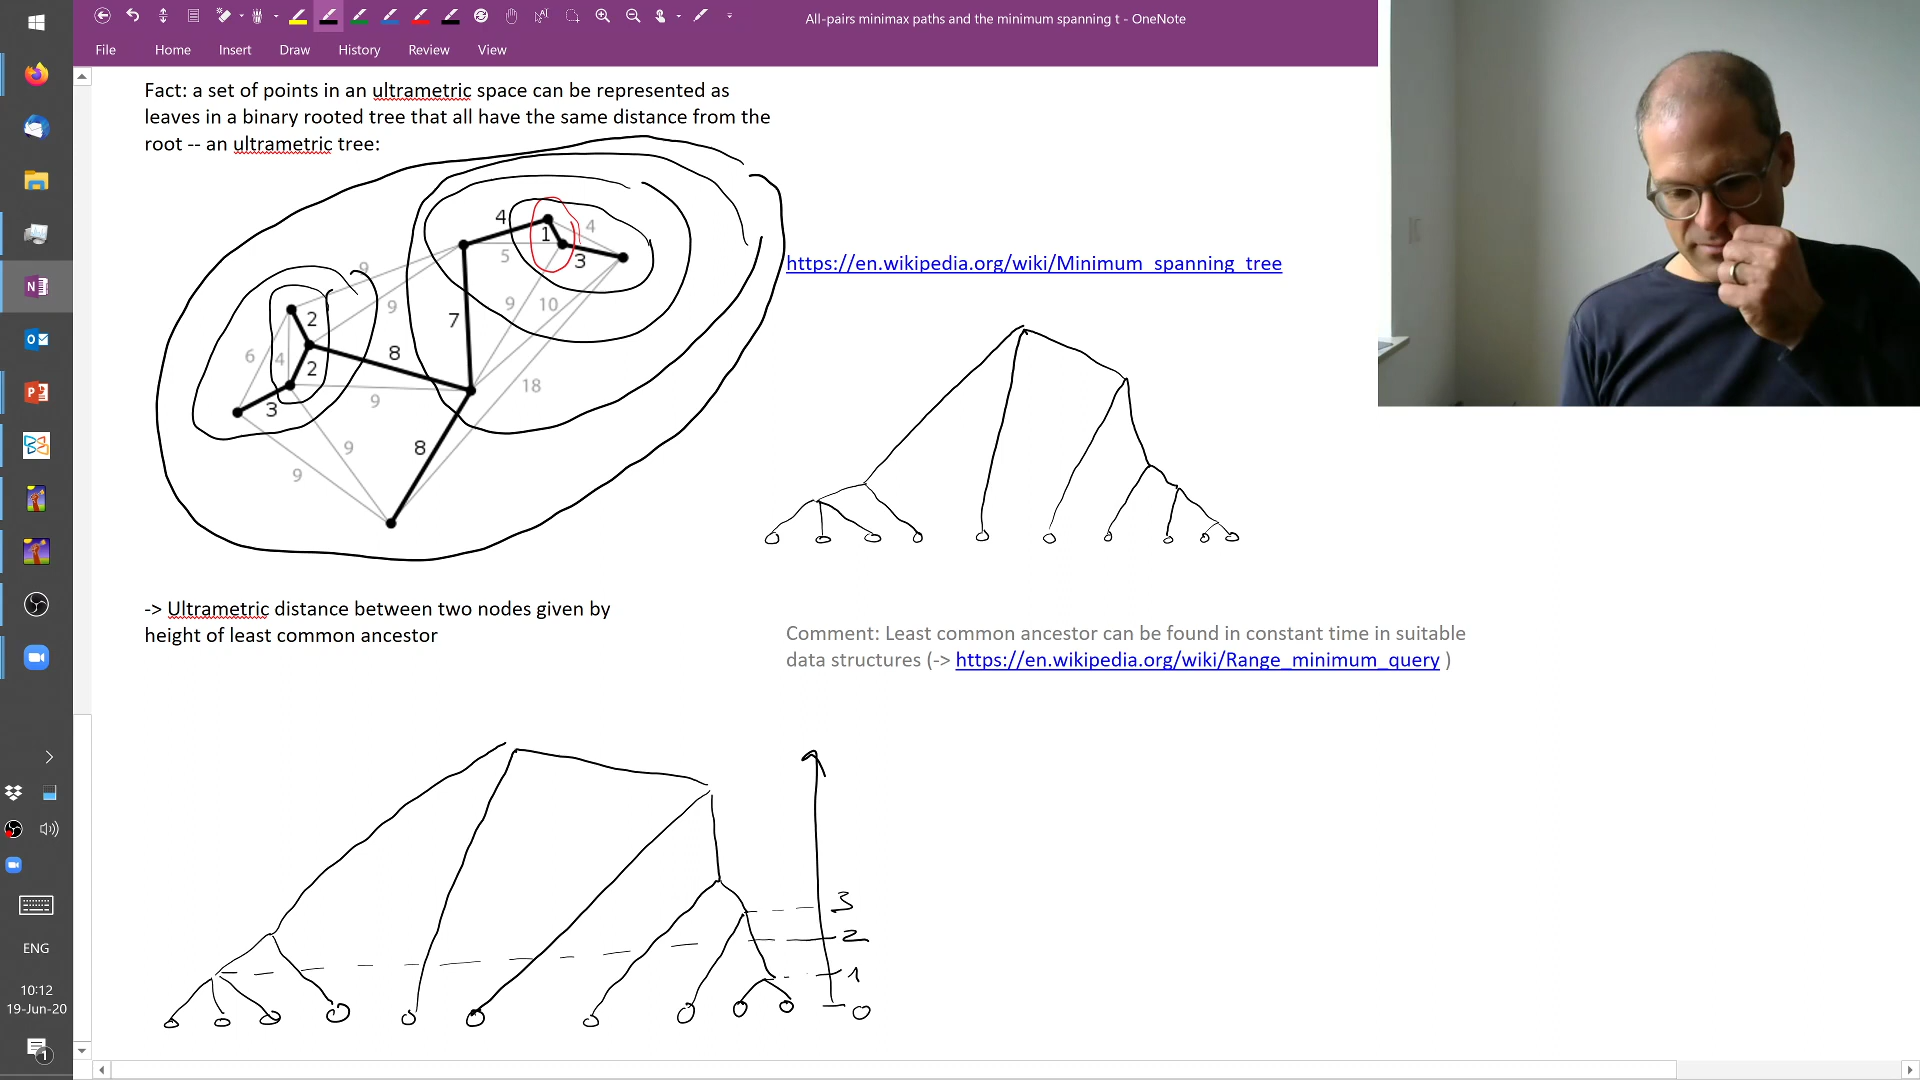 All-pairs minimax paths and the minimum spanning t - OneNote
File Home Insert Draw History Review View
Fact: a set of points in an ultrametric space can be represented as
leaves in a binary rooted tree that all have the same distance from the
root -- an ultrametric tree:
4
1
4
5
3
9
9
9
10
2
7
6
4
8
2
18
3
9
9
8
9
https://en.wikipedia.org/wiki/Minimum_spanning_tree
-> Ultrametric distance between two nodes given by
height of least common ancestor
Comment: Least common ancestor can be found in constant time in suitable
data structures (-> https://en.wikipedia.org/wiki/Range_minimum_query )
3
2
1
0
ENG
10:12
19-Jun-20
1